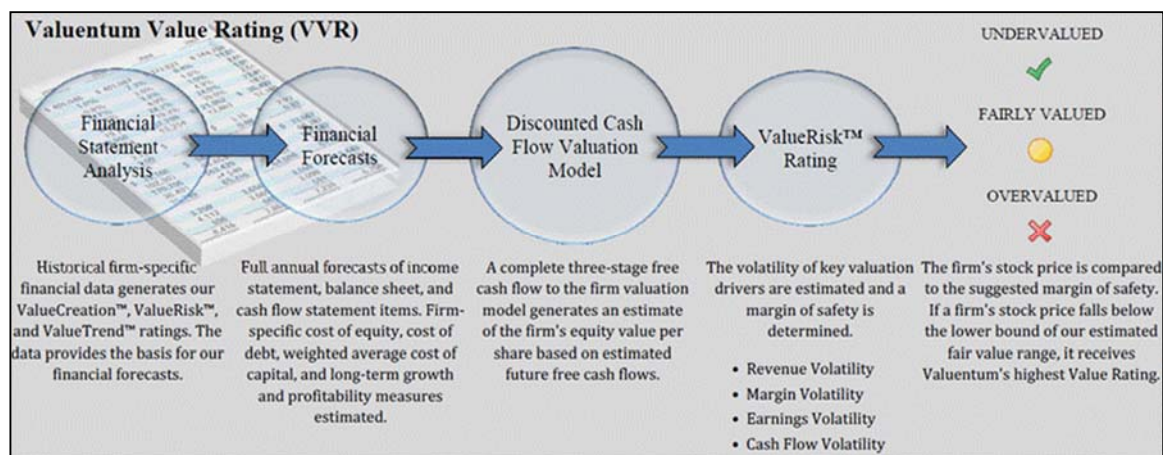 Valuentum Value Rating (VVR)
Financial
Statement
Analysis
Financial
Forecasts
Discounted Cash
Flow Valuation
Model
ValueRisk™
Rating
UNDERVALUED
FAIRLY VALUED
OVERVALUED
Historical firm-specific
financial data generates our
ValueCreation™, ValueRisk™,
and ValueTrend™ ratings. The
data provides the basis for our
financial forecasts.
Full annual forecasts of income
statement, balance sheet, and
cash flow statement items. Firm-
specific cost of equity, cost of
debt, weighted average cost of
capital, and long-term growth
and profitability measures
estimated.
A complete three-stage free
cash flow to the firm valuation
model generates an estimate
of the firm's equity value per
share based on estimated
future free cash flows.
The volatility of key valuation
drivers are estimated and a
margin of safety is
determined.
• Revenue Volatility
• Margin Volatility
• Earnings Volatility
• Cash Flow Volatility
The firm's stock price is compared
to the suggested margin of safety.
If a firm's stock price falls below
the lower bound of our estimated
fair value range, it receives
Valuentum's highest Value Rating.